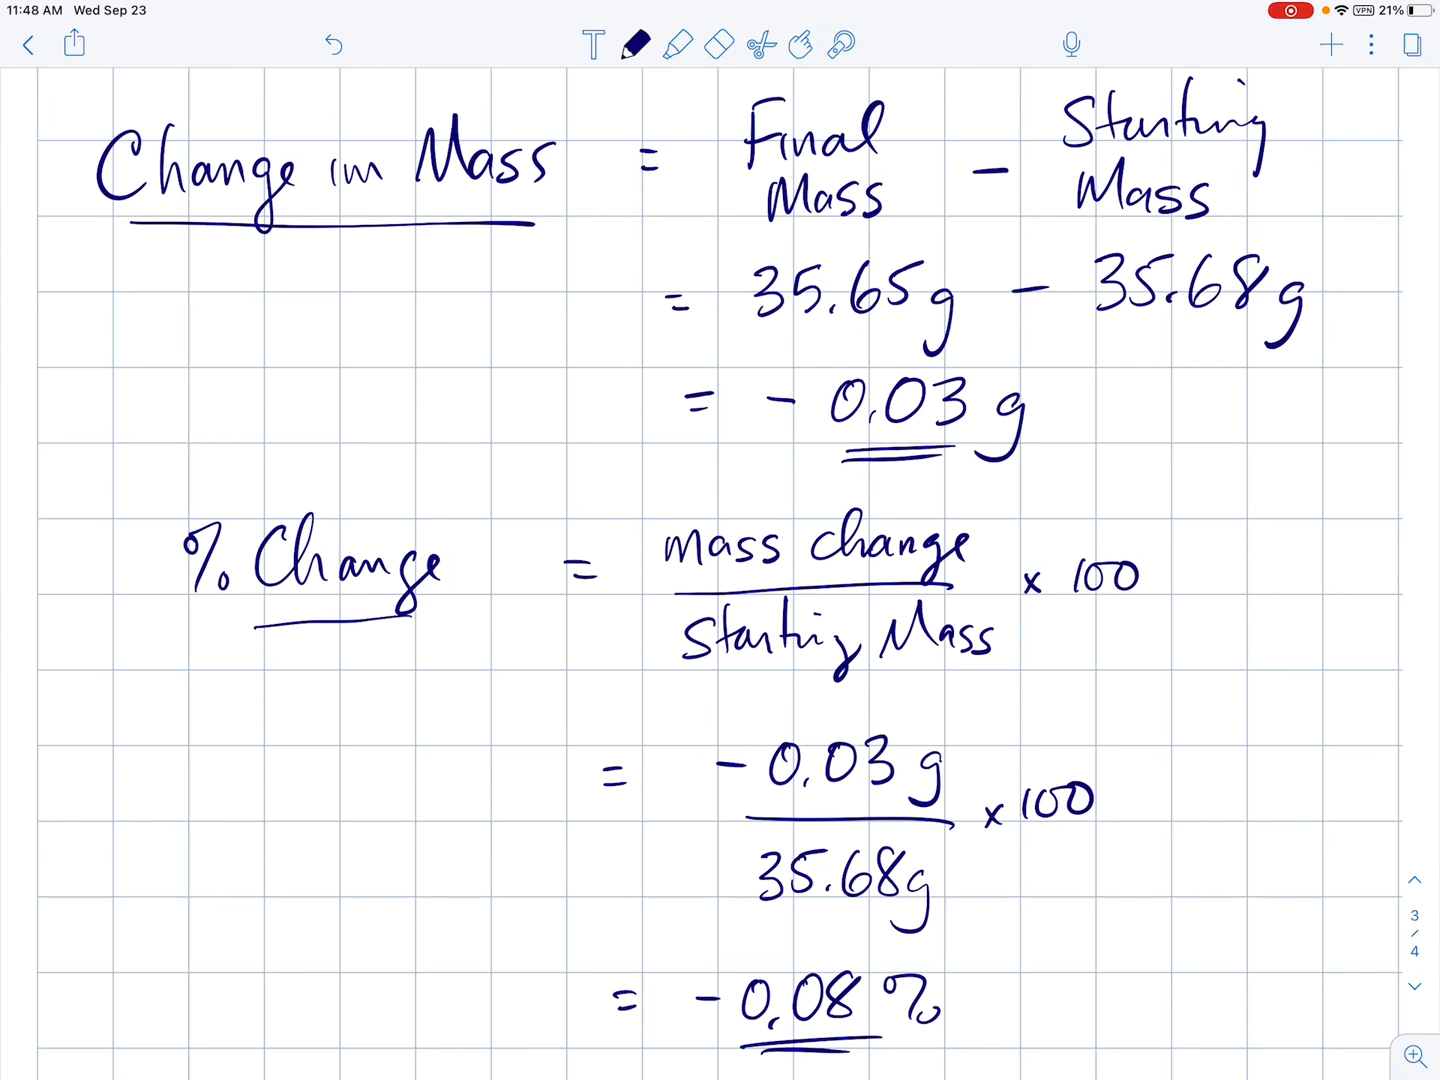 11:48 AM Wed Sep 23
VPN 21%
T
Change in Mass = Final Mass - Starting Mass
= 35.65g - 35.68g
= - 0.03 g
% Change = mass change / Starting Mass x 100
= - 0.03 g / 35.68g x 100
= - 0.08 %
3
/
4